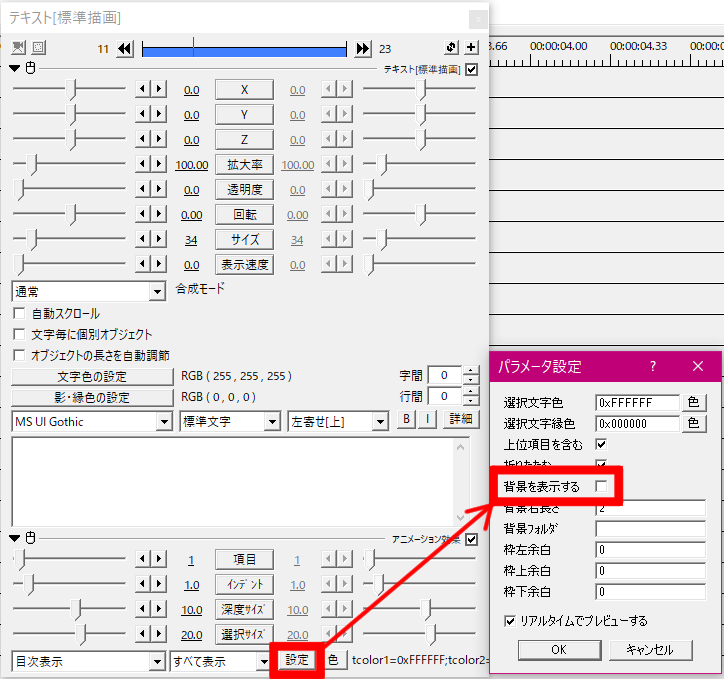 テキスト[標準描画]
11 23
3.66 00:00:04.00 00:00:04.33 00:00:0
テキスト[標準描画]
0.0 X 0.0
0.0 Y 0.0
0.0 Z 0.0
100.00 拡大率 100.00
0.0 透明度 0.0
0.00 回転 0.00
34 サイズ 34
0.0 表示速度 0.0
通常 合成モード
自動スクロール
文字毎に個別オブジェクト
オブジェクトの長さを自動調節
文字色の設定 RGB ( 255 , 255 , 255 ) 字間 0
影・縁色の設定 RGB ( 0 , 0 , 0 ) 行間 0
MS UI Gothic 標準文字 左寄せ[上] B I 詳細
アニメーション効果
1 項目 1
1.0 インデント 1.0
10.0 深度サイズ 10.0
20.0 選択サイズ 20.0
目次表示 すべて表示 設定 色 tcolor1=0xFFFFFF;tcolor2=
パラメータ設定 ?
選択文字色 0xFFFFFF 色
選択文字縁色 0x000000 色
上位項目を含む
折りたたむ
背景を表示する
背景右長さ 2
背景フォルダ
枠左余白 0
枠上余白 0
枠下余白 0
リアルタイムでプレビューする
OK キャンセル